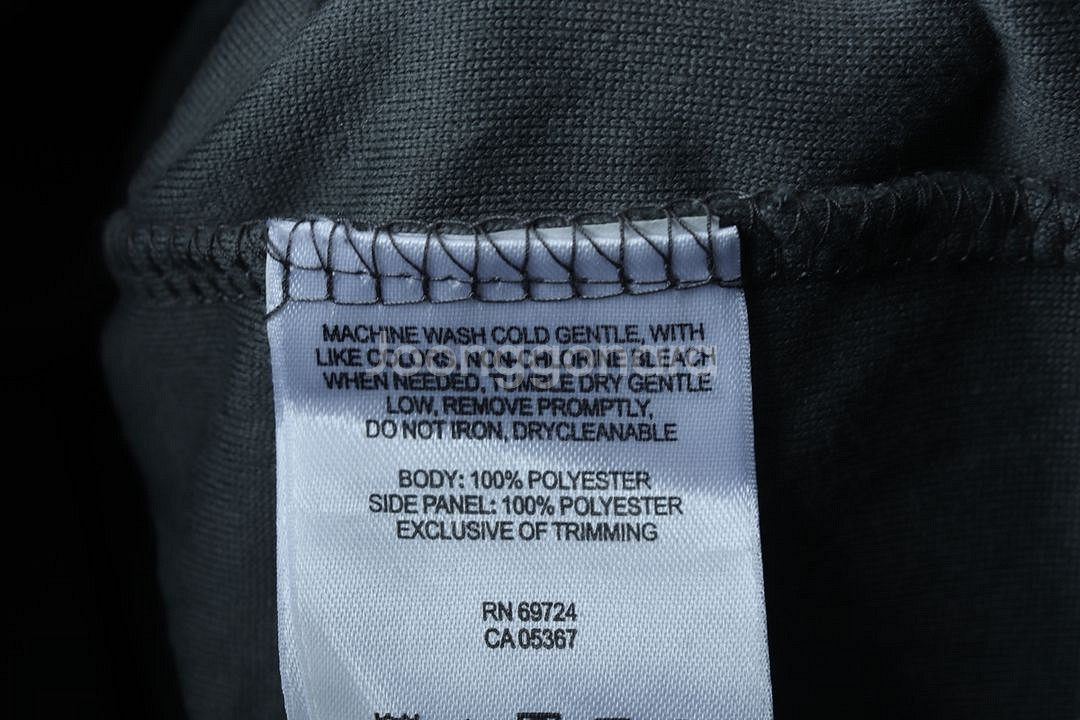 MACHINE WASH COLD GENTLE, WITH
LIKE COLORS, NON-CHLORINE BLEACH
WHEN NEEDED, TUMBLE DRY GENTLE
LOW, REMOVE PROMPTLY,
DO NOT IRON, DRYCLEANABLE
BODY: 100% POLYESTER
SIDE PANEL: 100% POLYESTER
EXCLUSIVE OF TRIMMING
RN 69724
CA 05367